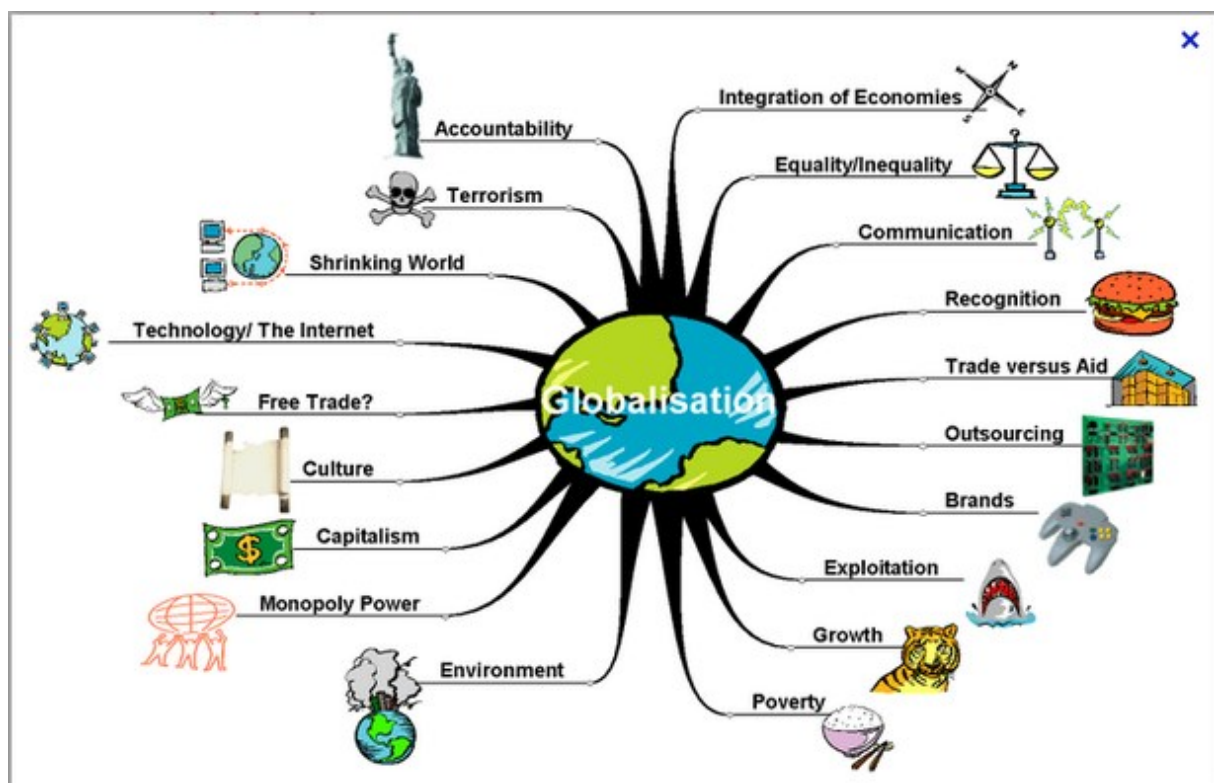 Integration of Economies
Accountability
Equality/Inequality
Terrorism
Communication
Shrinking World
Recognition
Technology/ The Internet
Trade versus Aid
Free Trade?
Globalisation
Outsourcing
Culture
Brands
Capitalism
Exploitation
Monopoly Power
Growth
Environment
Poverty